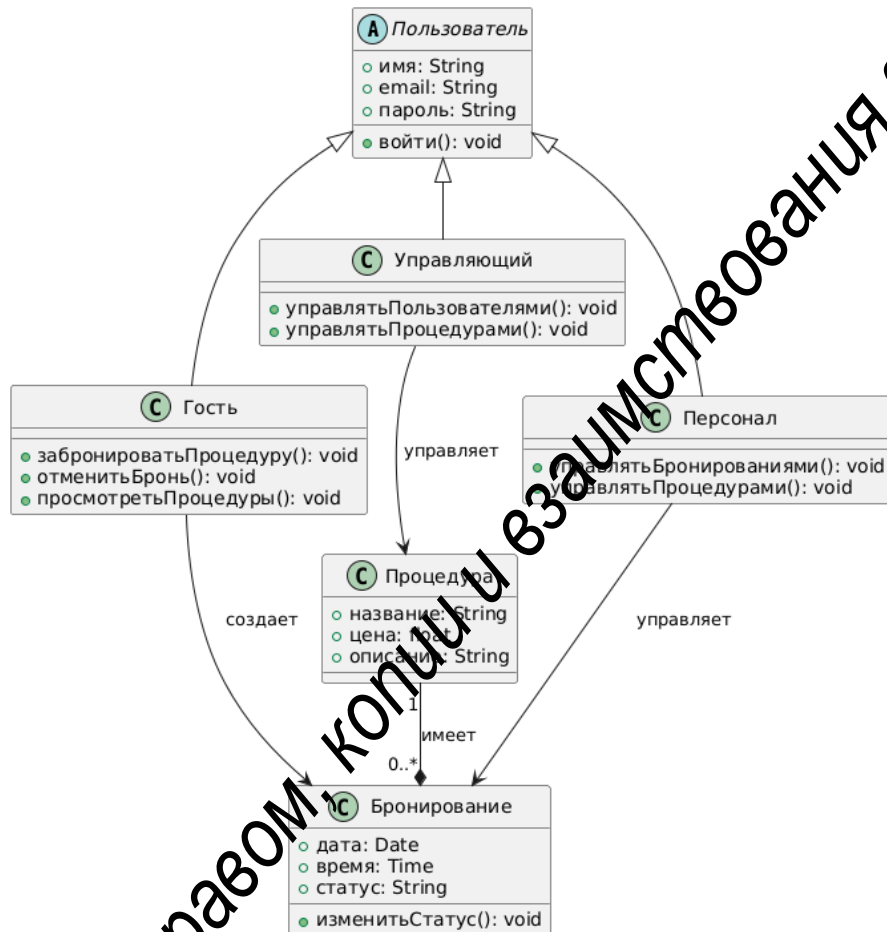 A Пользователь
имя: String
email: String
пароль: String
войти(): void
C Управляющий
управлятьПользователями(): void
управлятьПроцедурами(): void
C Гость
забронироватьПроцедуру(): void
отменитьБронь(): void
просмотретьПроцедуры(): void
C Персонал
управлятьБронированиями(): void
управлятьПроцедурами(): void
управляет
C Процедура
название: String
цена: float
описание: String
создает
управляет
1
имеет
0..*
C Бронирование
дата: Date
время: Time
статус: String
изменитьСтатус(): void
равом, копии и взаимствования